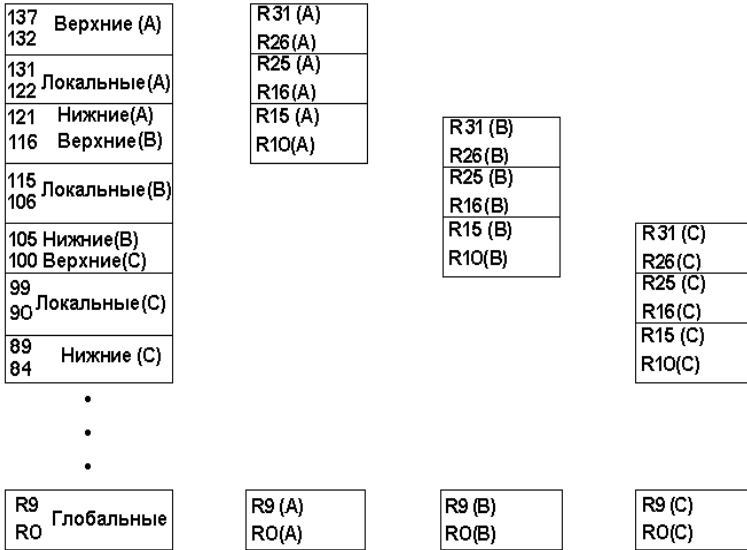 137
132
Верхние (A)
131
122
Локальные(A)
121
Нижние(A)
116
Верхние(B)
115
106
Локальные(B)
105 Нижние(B)
100 Верхние(C)
99
90
Локальные(C)
89
84
Нижние (C)
R9
R0
Глобальные
R31 (A)
R26(A)
R25 (A)
R16(A)
R15 (A)
R10(A)
R9 (A)
R0(A)
R31 (B)
R26(B)
R25 (B)
R16(B)
R15 (B)
R10(B)
R9 (B)
R0(B)
R31 (C)
R26(C)
R25 (C)
R16(C)
R15 (C)
R10(C)
R9 (C)
R0(C)